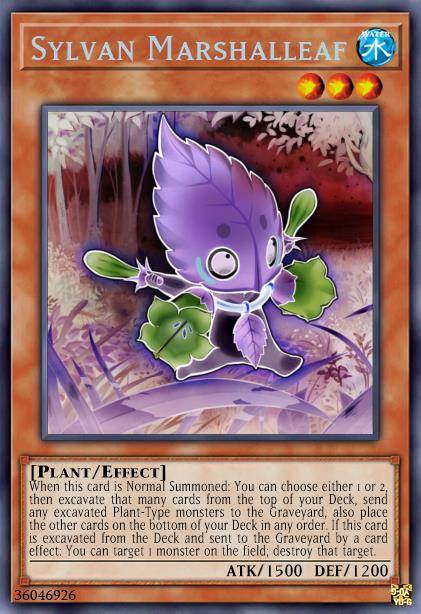 SYLVAN MARSHALLEAF
WATER
水
[PLANT/EFFECT]
When this card is Normal Summoned: You can choose either 1 or 2,
then excavate that many cards from the top of your Deck, send
any excavated Plant-Type monsters to the Graveyard, also place
the other cards on the bottom of your Deck in any order. If this card
is excavated from the Deck and sent to the Graveyard by a card
effect: You can target 1 monster on the field; destroy that target.
ATK/1500 DEF/1200
36046926